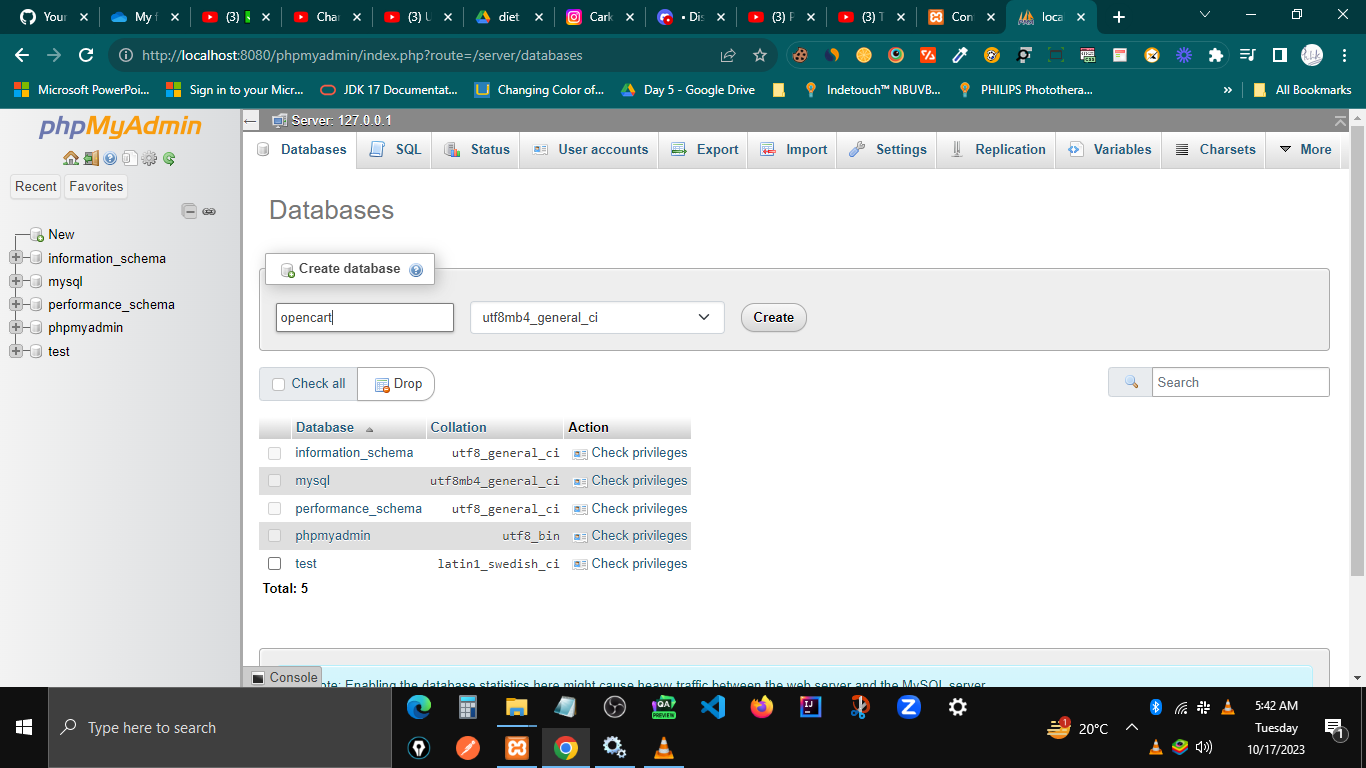 Your
My f
(3)
Char
(3) U
diet
Cark
• Dis
(3) P
(3) T
Con
loca
http://localhost:8080/phpmyadmin/index.php?route=/server/databases
Microsoft PowerPoi...
Sign in to your Micr...
JDK 17 Documentat...
Changing Color of...
Day 5 - Google Drive
Indetouch™ NBUVB...
PHILIPS Photothera...
»
All Bookmarks
phpMyAdmin
Recent
Favorites
New
information_schema
mysql
performance_schema
phpmyadmin
test
Server: 127.0.0.1
Databases
SQL
Status
User accounts
Export
Import
Settings
Replication
Variables
Charsets
More
Databases
Create database
opencart
utf8mb4_general_ci
Create
Check all
Drop
Search
Database
Collation
Action
information_schema utf8_general_ci Check privileges
mysql utf8mb4_general_ci Check privileges
performance_schema utf8_general_ci Check privileges
phpmyadmin utf8_bin Check privileges
test latin1_swedish_ci Check privileges
Total: 5
Console
Enabling the database statistics here might cause heavy traffic between the web server and the MySQL server.
Type here to search
QA
PREVIEW
IJ
1
20°C
5:42 AM
Tuesday
10/17/2023
1